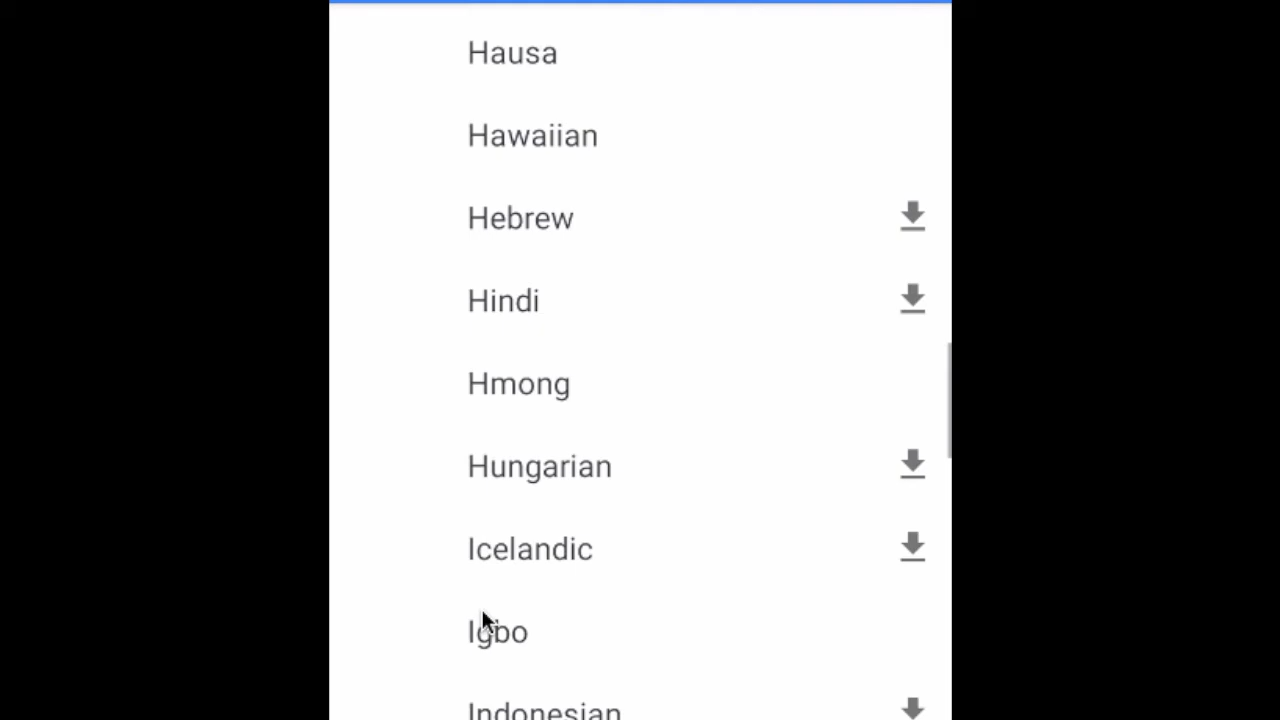 Hausa
Hawaiian
Hebrew
Hindi
Hmong
Hungarian
Icelandic
Igbo
Indonesian